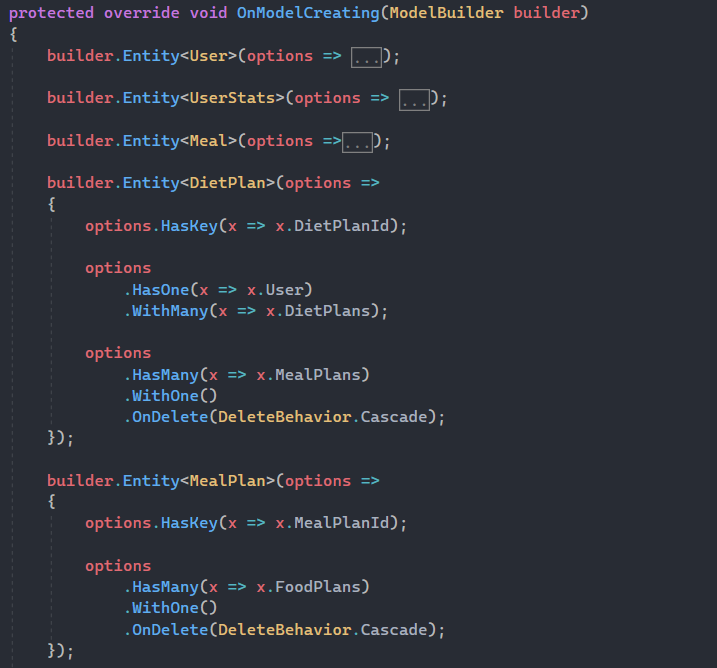 protected override void OnModelCreating(ModelBuilder builder)
{
    builder.Entity<User>(options => ...);
    builder.Entity<UserStats>(options => ...);
    builder.Entity<Meal>(options =>...);
    builder.Entity<DietPlan>(options =>
    {
        options.HasKey(x => x.DietPlanId);
        options
            .HasOne(x => x.User)
            .WithMany(x => x.DietPlans);
        options
            .HasMany(x => x.MealPlans)
            .WithOne()
            .OnDelete(DeleteBehavior.Cascade);
    });
    builder.Entity<MealPlan>(options =>
    {
        options.HasKey(x => x.MealPlanId);
        options
            .HasMany(x => x.FoodPlans)
            .WithOne()
            .OnDelete(DeleteBehavior.Cascade);
    });